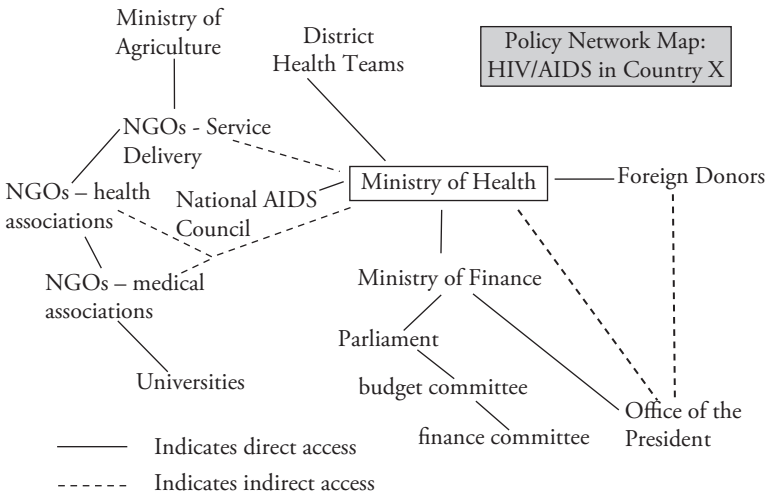 Ministry of
Agriculture
District
Health Teams
Policy Network Map:
HIV/AIDS in Country X
NGOs - Service
Delivery
NGOs – health
associations
National AIDS
Council
Ministry of Health
Foreign Donors
NGOs – medical
associations
Ministry of Finance
Parliament
Universities
budget committee
finance committee
Office of the
President
Indicates direct access
Indicates indirect access